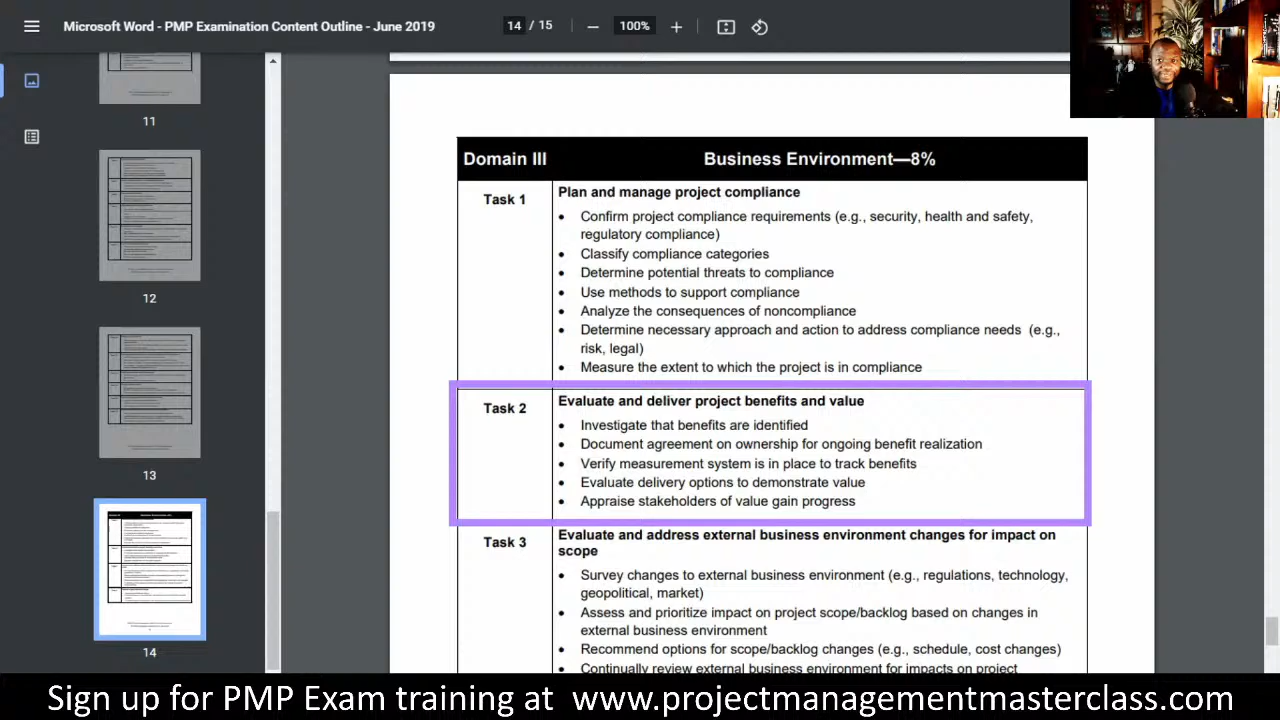 Microsoft Word - PMP Examination Content Outline - June 2019
14 / 15
100%
11
12
13
14
Domain III
Business Environment—8%
Task 1
Plan and manage project compliance
• Confirm project compliance requirements (e.g., security, health and safety,
regulatory compliance)
• Classify compliance categories
• Determine potential threats to compliance
• Use methods to support compliance
• Analyze the consequences of noncompliance
• Determine necessary approach and action to address compliance needs (e.g.,
risk, legal)
• Measure the extent to which the project is in compliance
Task 2
Evaluate and deliver project benefits and value
• Investigate that benefits are identified
• Document agreement on ownership for ongoing benefit realization
• Verify measurement system is in place to track benefits
• Evaluate delivery options to demonstrate value
• Appraise stakeholders of value gain progress
Task 3
Evaluate and address external business environment changes for impact on
scope
• Survey changes to external business environment (e.g., regulations, technology,
geopolitical, market)
• Assess and prioritize impact on project scope/backlog based on changes in
external business environment
• Recommend options for scope/backlog changes (e.g., schedule, cost changes)
• Continually review external business environment for impacts on project
Sign up for PMP Exam training at www.projectmanagementmasterclass.com